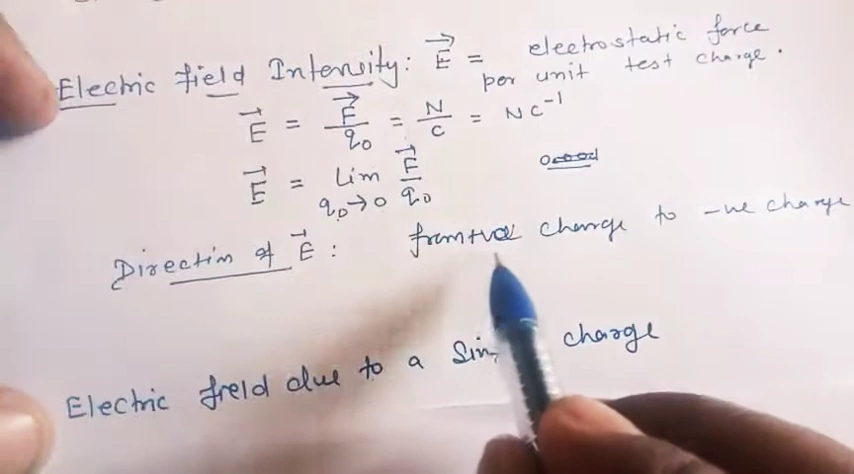 Electric field Intensity: E⃗ = electrostatic force
per unit test charge.
E⃗ = F⃗/q₀ = N/C = NC⁻¹
E⃗ = Lim q₀→0 F⃗/q₀
Direction of E⃗ : from +ve charge to -ve charge
Electric field due to a charge